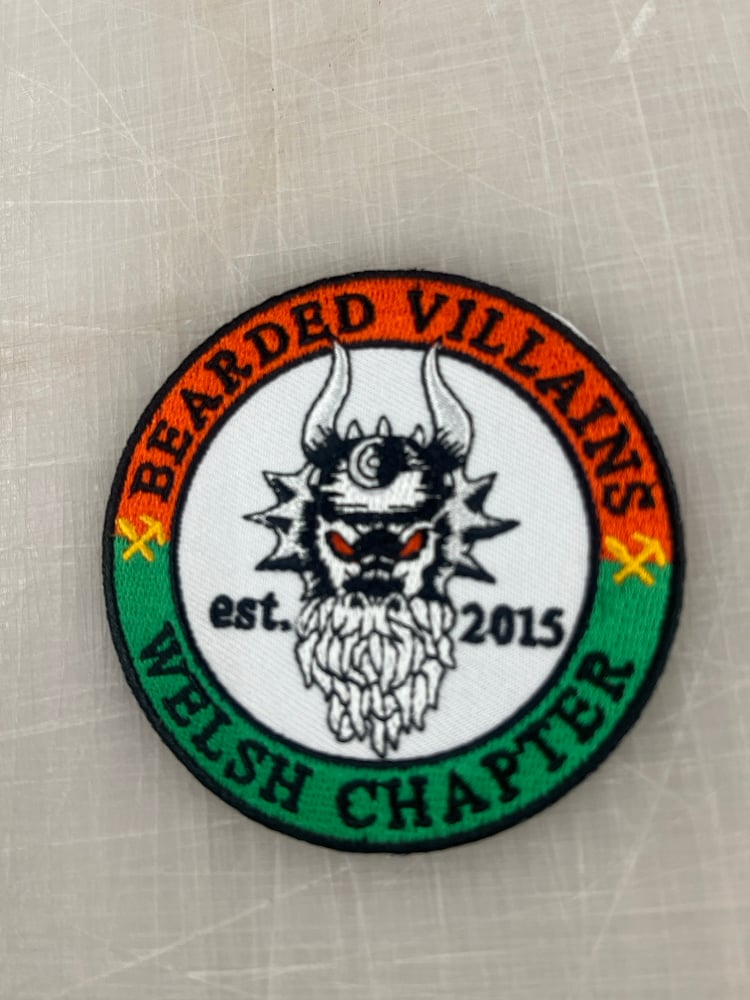 BEARDED VILLAINS
est. 2015
WELSH CHAPTER